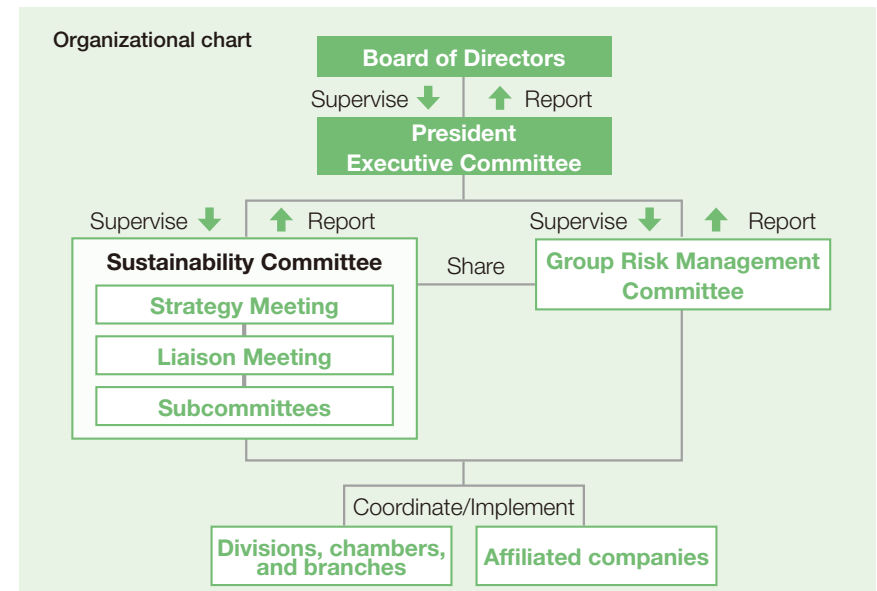 Organizational chart
Board of Directors
Supervise
Report
President
Executive Committee
Supervise
Report
Supervise
Report
Sustainability Committee
Share
Group Risk Management
Committee
Strategy Meeting
Liaison Meeting
Subcommittees
Coordinate/Implement
Divisions, chambers,
and branches
Affiliated companies